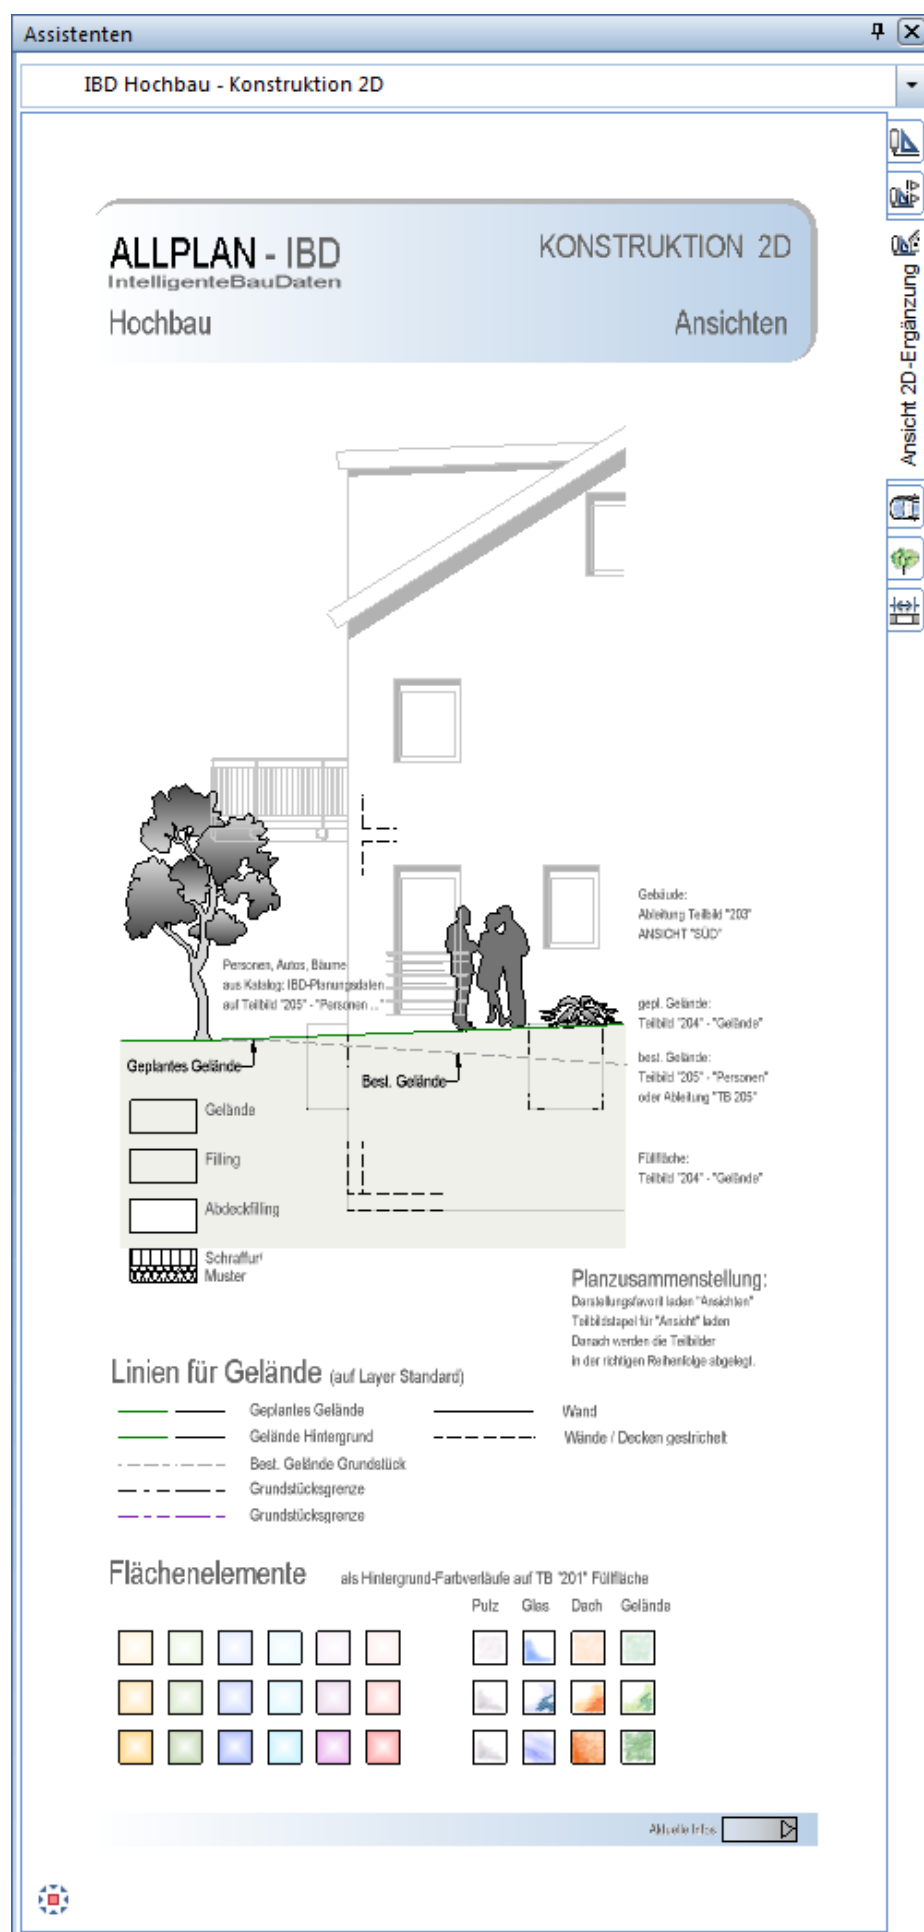 Assistenten
IBD Hochbau - Konstruktion 2D
ALLPLAN - IBD
KONSTRUKTION 2D
IntelligenteBauDaten
Hochbau
Ansichten
Ansicht 2D-Ergänzung
Gebäude:
Ableitung Teilbild "203"
ANSICHT "SÜD"
Personen, Autos, Bäume
aus Katalog: IBD-Planungsdaten
auf Teilbild "205" - "Personen ..."
gepl. Gelände:
Teilbild "204" - "Gelände"
best. Gelände:
Teilbild "205" - "Personen"
oder Ableitung "TB 205"
Geplantes Gelände
Best. Gelände
Gelände
Filling
Abdeckfilling
Schraffur/
Muster
Füllfläche:
Teilbild "204" - "Gelände"
Planzusammenstellung:
Darstellungsfavorit laden "Ansichten"
Teilbildstapel für "Ansicht" laden
Danach werden die Teilbilder
in der richtigen Reihenfolge abgelegt.
Linien für Gelände (auf Layer Standard)
Geplantes Gelände
Wand
Gelände Hintergrund
Wände / Decken gestrichelt
Best. Gelände Grundstück
Grundstücksgrenze
Grundstücksgrenze
Flächenelemente als Hintergrund-Farbverläufe auf TB "201" Füllfläche
Putz Glas Dach Gelände
Aktuelle Infos